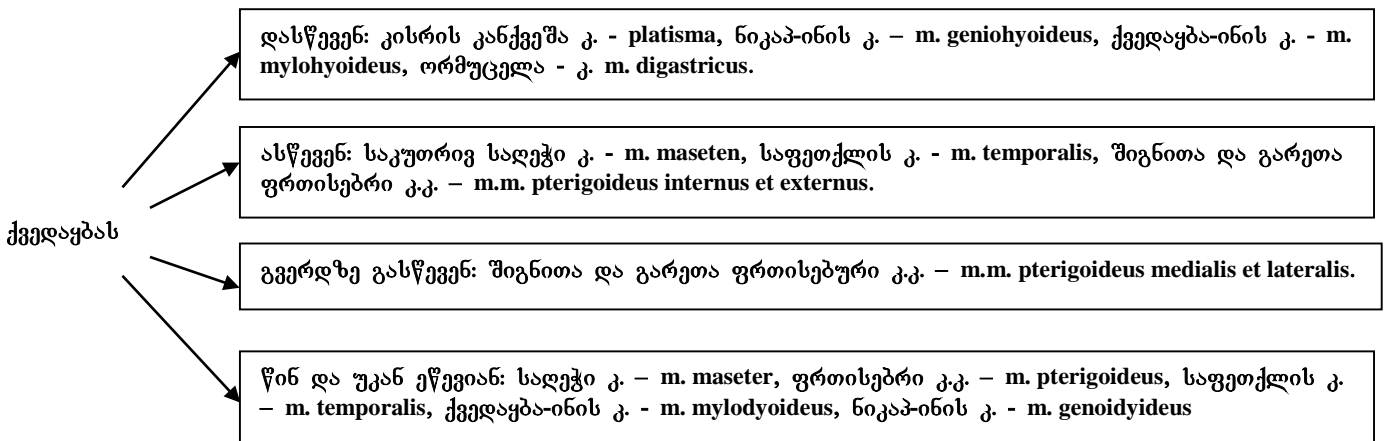 დასწევენ: კისრის კანქვეშა კ. - platisma, ნიკაპ-ინის კ. – m. geniohyoideus, ქვედაყბა-ინის კ. - m.
mylohyoideus, ორმუცელა - კ. m. digastricus.
ასწევენ: საკუთრივ საღეჭი კ. - m. maseten, საფეთქლის კ. - m. temporalis, შიგნითა და გარეთა
ფრთისებრი კ.კ. – m.m. pterigoideus internus et externus.
ქვედაყბას
გვერდზე გასწევენ: შიგნითა და გარეთა ფრთისებური კ.კ. – m.m. pterigoideus medialis et lateralis.
წინ და უკან ეწევიან: საღეჭი კ. – m. maseter, ფრთისებრი კ.კ. – m. pterigoideus, საფეთქლის კ.
– m. temporalis, ქვედაყბა-ინის კ. - m. mylodyoideus, ნიკაპ-ინის კ. - m. genoidyideus